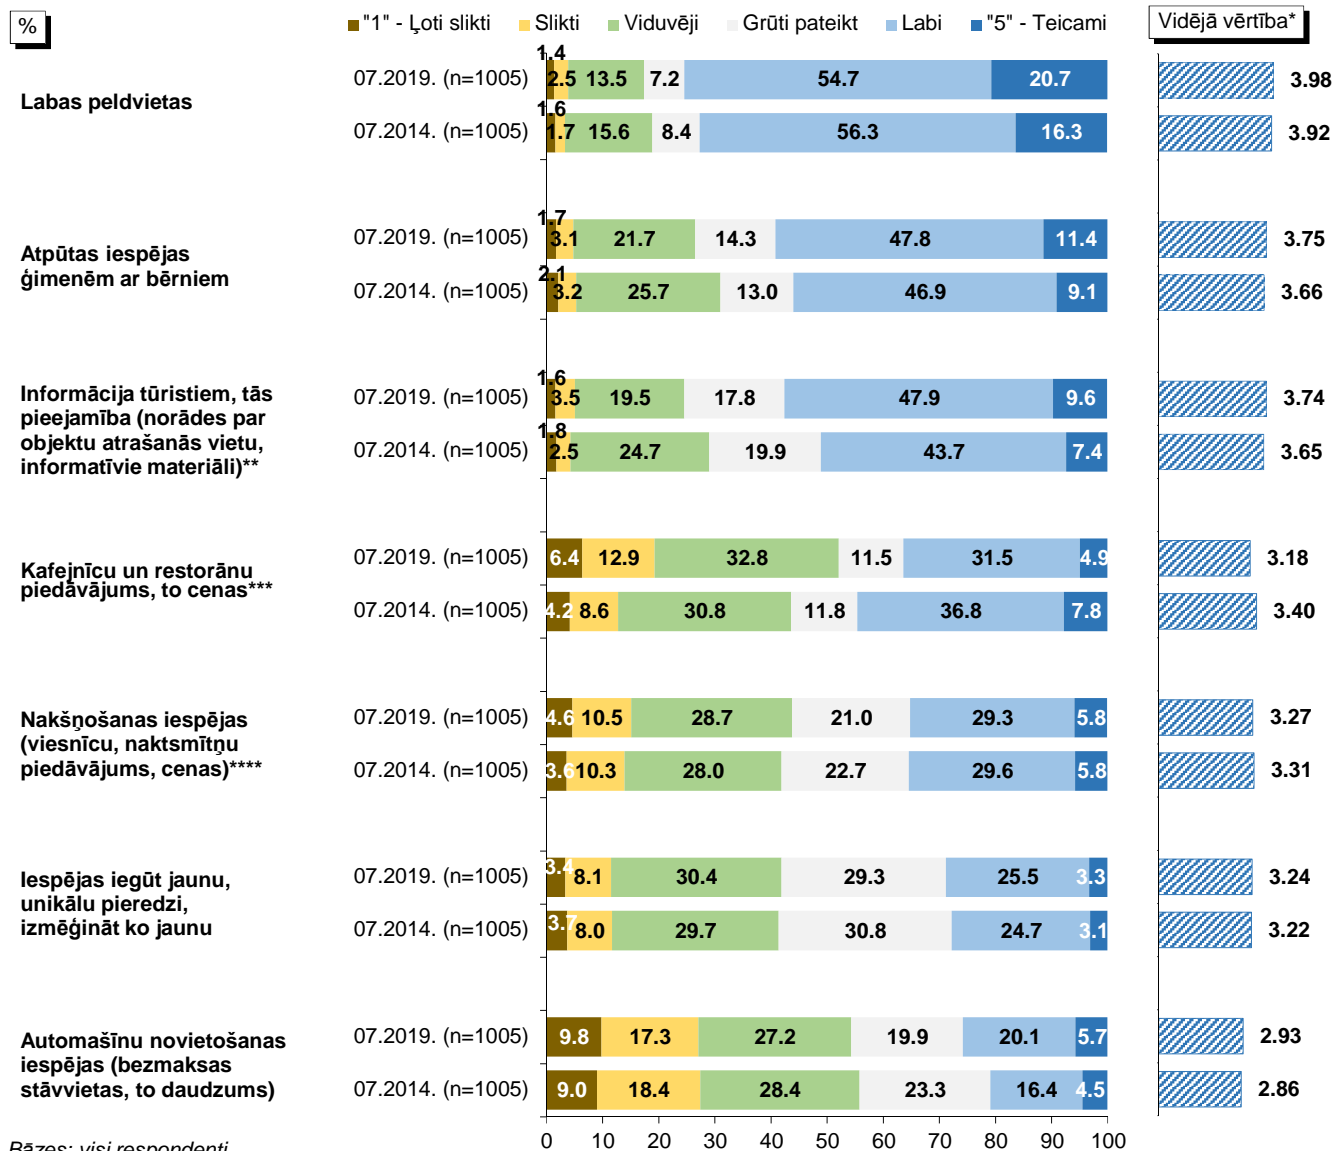 %
"1" - Ļoti slikti Slikti Viduvēji Grūti pateikt Labi "5" - Teicami
Vidējā vērtība*
Labas peldvietas
07.2019. (n=1005) 1.4 2.5 13.5 7.2 54.7 20.7 3.98
07.2014. (n=1005) 1.6 1.7 15.6 8.4 56.3 16.3 3.92
Atpūtas iespējas
ģimenēm ar bērniem
07.2019. (n=1005) 1.7 3.1 21.7 14.3 47.8 11.4 3.75
07.2014. (n=1005) 2.1 3.2 25.7 13.0 46.9 9.1 3.66
Informācija tūristiem, tās
pieejamība (norādes par
objektu atrašanās vietu,
informatīvie materiāli)**
07.2019. (n=1005) 1.6 3.5 19.5 17.8 47.9 9.6 3.74
07.2014. (n=1005) 1.8 2.5 24.7 19.9 43.7 7.4 3.65
Kafejnīcu un restorānu
piedāvājums, to cenas***
07.2019. (n=1005) 6.4 12.9 32.8 11.5 31.5 4.9 3.18
07.2014. (n=1005) 4.2 8.6 30.8 11.8 36.8 7.8 3.40
Nakšņošanas iespējas
(viesnīcu, naktsmītņu
piedāvājums, cenas)****
07.2019. (n=1005) 4.6 10.5 28.7 21.0 29.3 5.8 3.27
07.2014. (n=1005) 3.6 10.3 28.0 22.7 29.6 5.8 3.31
Iespējas iegūt jaunu,
unikālu pieredzi,
izmēģināt ko jaunu
07.2019. (n=1005) 3.4 8.1 30.4 29.3 25.5 3.3 3.24
07.2014. (n=1005) 3.7 8.0 29.7 30.8 24.7 3.1 3.22
Automašīnu novietošanas
iespējas (bezmaksas
stāvvietas, to daudzums)
07.2019. (n=1005) 9.8 17.3 27.2 19.9 20.1 5.7 2.93
07.2014. (n=1005) 9.0 18.4 28.4 23.3 16.4 4.5 2.86
0 10 20 30 40 50 60 70 80 90 100
Bāzes: visi respondenti